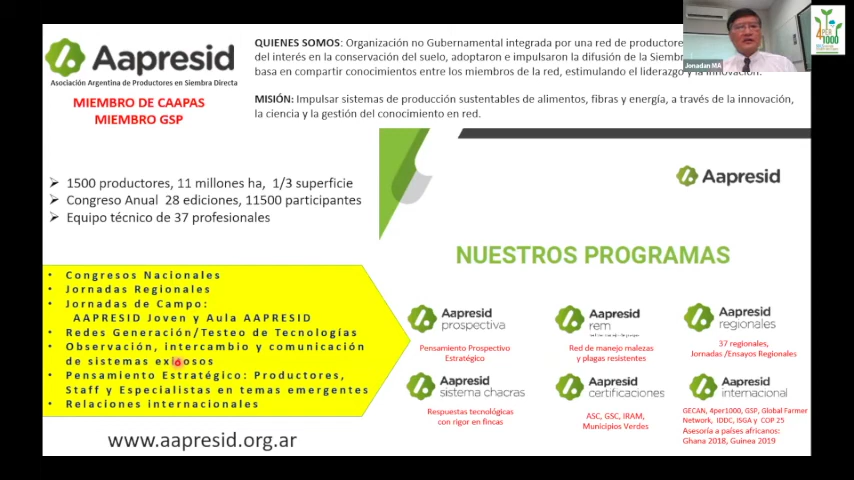 Aapresid
Asociación Argentina de Productores en Siembra Directa
MIEMBRO DE CAAPAS
MIEMBRO GSP
QUIENES SOMOS: Organización no Gubernamental integrada por una red de productore
del interés en la conservación del suelo, adoptaron e impulsaron la difusión de la Siemb
basa en compartir conocimientos entre los miembros de la red, estimulando el liderazgo y la innovación.
MISIÓN: Impulsar sistemas de producción sustentables de alimentos, fibras y energía, a través de la innovación,
la ciencia y la gestión del conocimiento en red.
Jonadan MA
4PER
1000
1500 productores, 11 millones ha, 1/3 superficie
Congreso Anual 28 ediciones, 11500 participantes
Equipo técnico de 37 profesionales
• Congresos Nacionales
• Jornadas Regionales
• Jornadas de Campo:
AAPRESID Joven y Aula AAPRESID
• Redes Generación/Testeo de Tecnologías
• Observación, intercambio y comunicación
de sistemas exitosos
• Pensamiento Estratégico: Productores,
Staff y Especialistas en temas emergentes
• Relaciones internacionales
www.aapresid.org.ar
Aapresid
NUESTROS PROGRAMAS
Aapresid
prospectiva
Pensamiento Prospectivo
Estratégico
Aapresid
rem
Red de manejo malezas
y plagas resistentes
Aapresid
regionales
37 regionales,
Jornadas /Ensayos Regionales
Aapresid
sistema chacras
Respuestas tecnológicas
con rigor en fincas
Aapresid
certificaciones
ASC, GSC, IRAM,
Municipios Verdes
Aapresid
internacional
GECAN, 4per1000, GSP, Global Farmer
Network, IDDC, ISGA y COP 25
Asesoría a países africanos:
Ghana 2018, Guinea 2019